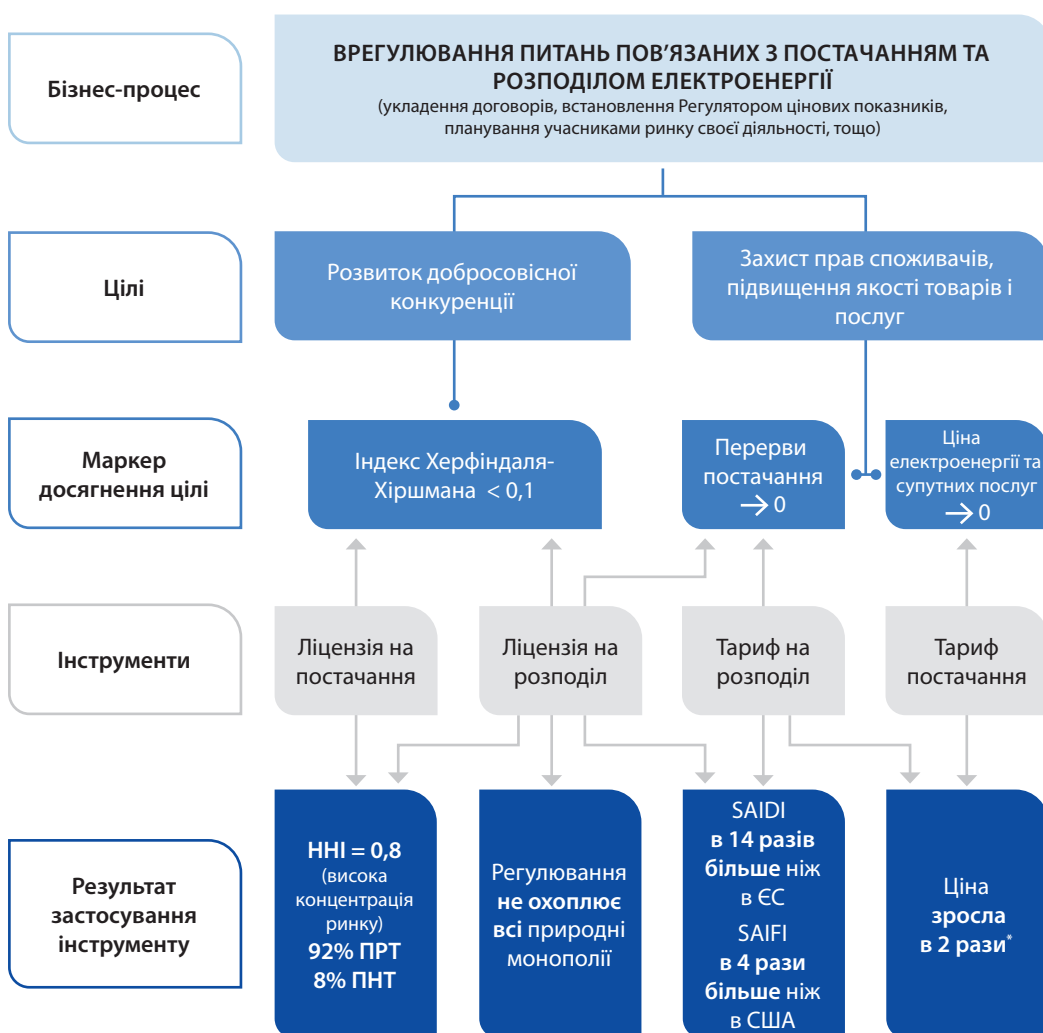 Бізнес-процес
ВРЕГУЛЮВАННЯ ПИТАНЬ ПОВ’ЯЗАНИХ З ПОСТАЧАННЯМ ТА
РОЗПОДІЛОМ ЕЛЕКТРОЕНЕРГІЇ
(укладення договорів, встановлення Регулятором цінових показників,
планування учасниками ринку своєї діяльності, тощо)
Цілі
Розвиток добросовісної
конкуренції
Захист прав споживачів,
підвищення якості товарів і
послуг
Маркер
досягнення цілі
Індекс Херфіндаля-
Хіршмана < 0,1
Перерви
постачання
→ 0
Ціна
електроенергії та
супутних послуг
→ 0
Інструменти
Ліцензія на
постачання
Ліцензія на
розподіл
Тариф на
розподіл
Тариф
постачання
Результат
застосування
інструменту
ННІ = 0,8
(висока
концентрація
ринку)
92% ПРТ
8% ПНТ
Регулювання
не охоплює
всі природні
монополії
SAIDI
в 14 разів
більше ніж
в ЄС
SAIFI
в 4 рази
більше ніж
в США
Ціна
зросла
в 2 рази*